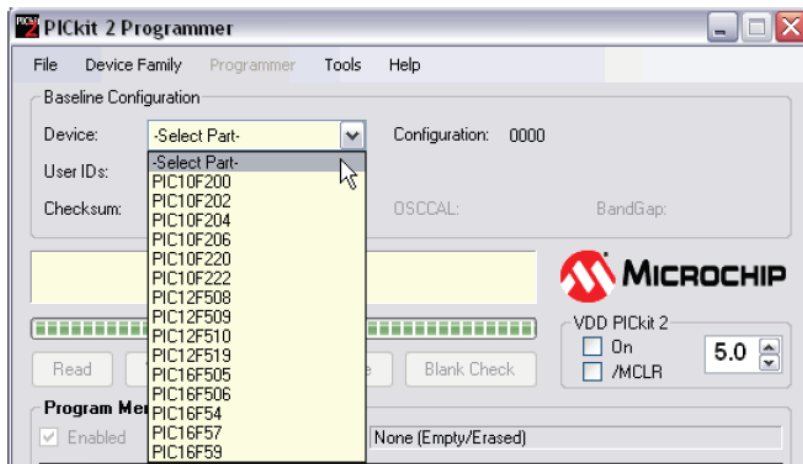 PICkit 2 Programmer
File Device Family Programmer Tools Help
Baseline Configuration
Device: -Select Part- Configuration: 0000
-Select Part-
User IDs:
PIC10F200
PIC10F202
Checksum: OSCCAL: BandGap:
PIC10F204
PIC10F206
PIC10F220
PIC10F222
MICROCHIP
PIC12F508
PIC12F509
VDD PICkit 2
PIC12F510
On 5.0
PIC12F519
Read Blank Check
/MCLR
PIC16F505
PIC16F506
Program Me
PIC16F54
Enabled None (Empty/Erased)
PIC16F57
PIC16F59